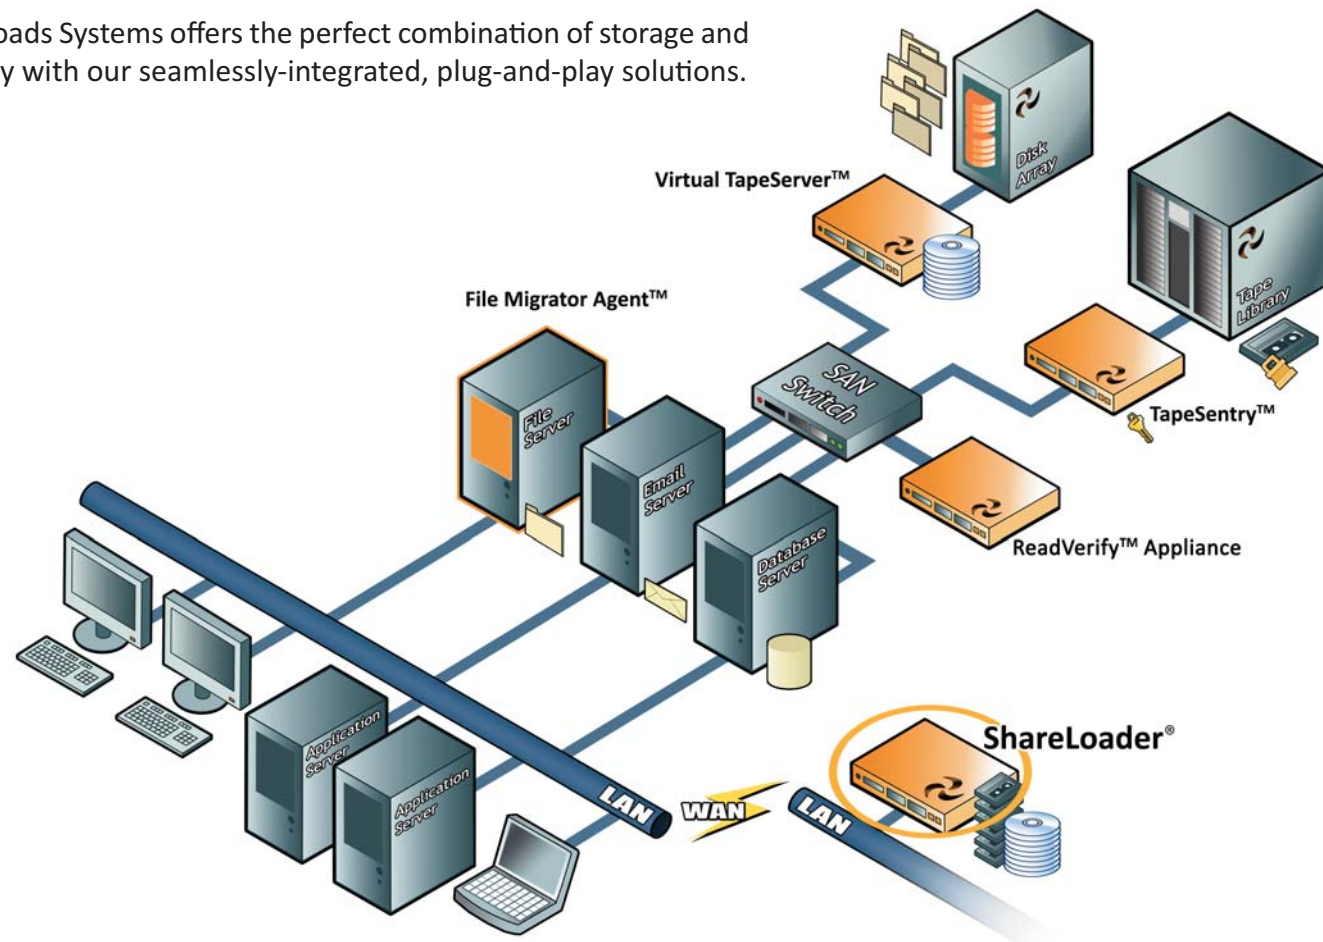 oads Systems offers the perfect combination of storage and
y with our seamlessly-integrated, plug-and-play solutions.
Disk
Array
Virtual TapeServer™
Tape
Library
File Migrator Agent™
SAN
Switch
TapeSentry™
File
Server
Email
Server
Database
Server
ReadVerify™ Appliance
Application
Server
Application
Server
LAN
WAN
LAN
ShareLoader®